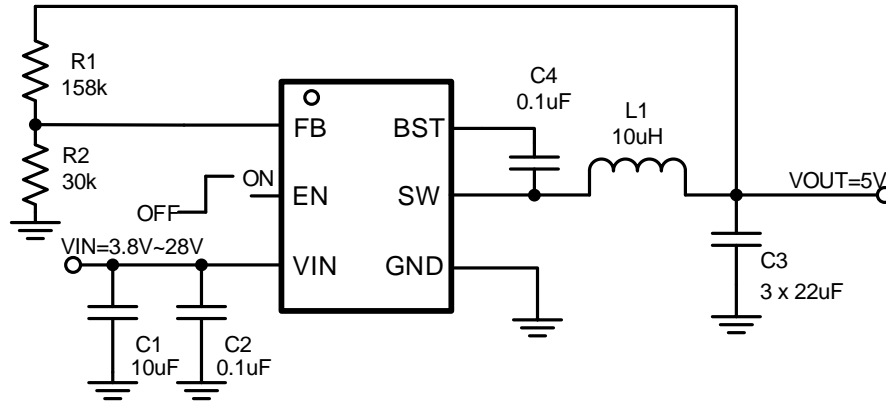 R1
158k
R2
30k
OFF
ON
VIN=3.8V~28V
C1
10uF
C2
0.1uF
FB
EN
VIN
BST
SW
GND
C4
0.1uF
L1
10uH
VOUT=5V
C3
3 x 22uF